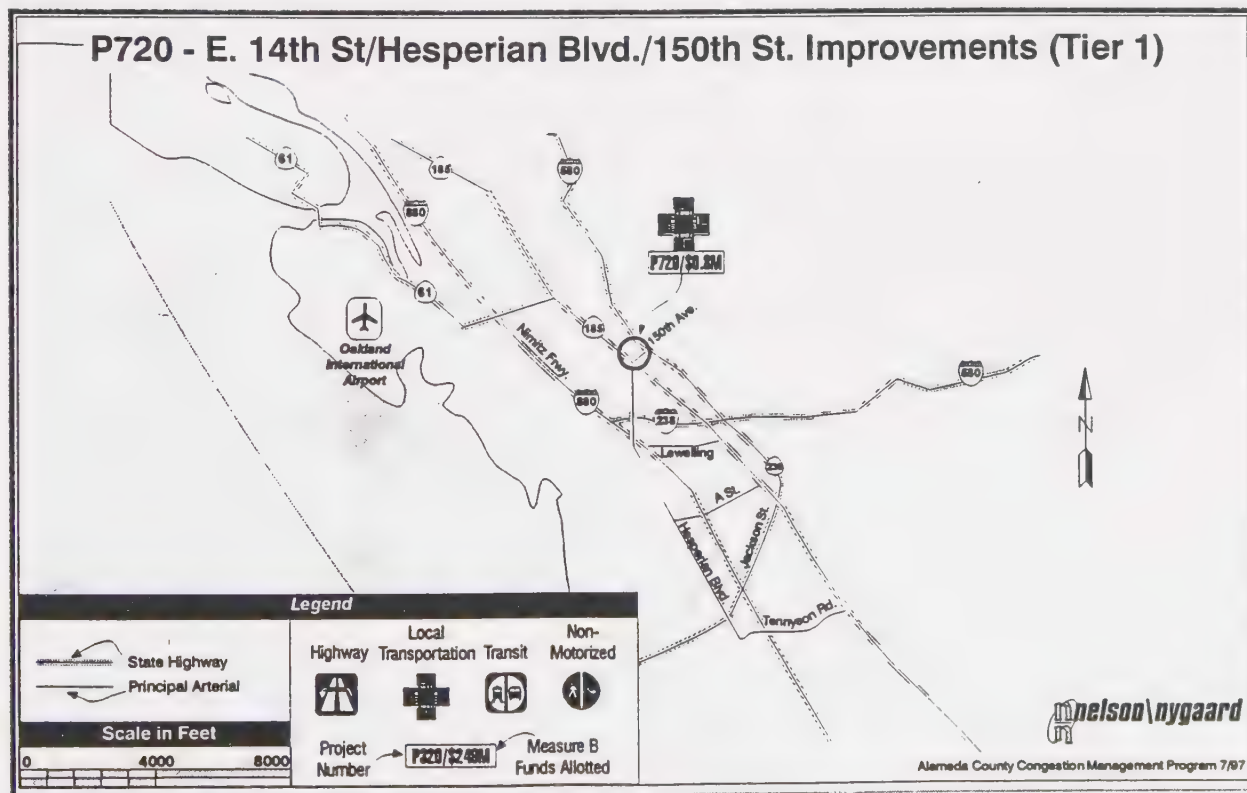 P720 - E. 14th St/Hesperian Blvd./150th St. Improvements (Tier 1)
61
185
580
880
P720/$0.8M
61
Oakland
International
Airport
185
150th Ave.
Nimitz Frwy.
880
238
580
Lewelling
238
A St.
Jackson St.
Hesperian Blvd.
Tennyson Rd.
N
Legend
State Highway
Principal Arterial
Highway
Local
Transportation
Transit
Non-
Motorized
Project
Number
P320/$249M
Measure B
Funds Allotted
Scale in Feet
0 4000 8000
nelson\nygaard
Alameda County Congestion Management Program 7/97